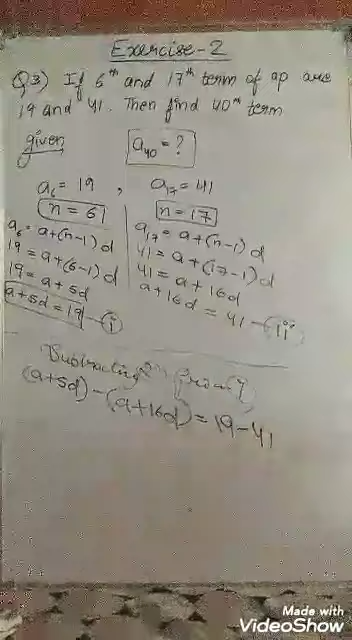 Exercise-2
Q3) If 6th and 17th term of ap are
19 and 41. Then find 40th term
given
a40 = ?
a6 = 19 , a17 = 41
n = 6 n = 17
a6 = a+(n-1)d
19 = a+(6-1)d
19 = a+5d
a+5d = 19 -(i)
a17 = a+(n-1)d
41 = a+(17-1)d
41 = a+16d
a+16d = 41 -(ii)
Subtracting from
(a+5d)-(a+16d) = 19-41
Made with
VideoShow